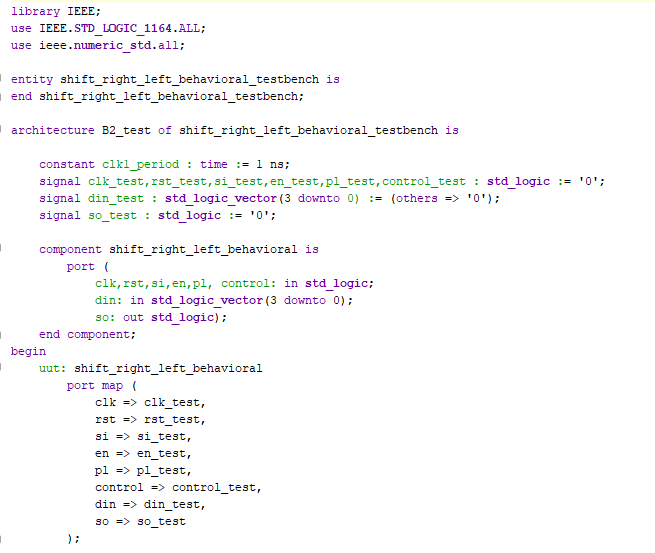 library IEEE;
use IEEE.STD_LOGIC_1164.ALL;
use ieee.numeric_std.all;
entity shift_right_left_behavioral_testbench is
end shift_right_left_behavioral_testbench;
architecture B2_test of shift_right_left_behavioral_testbench is
constant clk1_period : time := 1 ns;
signal clk_test,rst_test,si_test,en_test,pl_test,control_test : std_logic := '0';
signal din_test : std_logic_vector(3 downto 0) := (others => '0');
signal so_test : std_logic := '0';
component shift_right_left_behavioral is
port (
clk,rst,si,en,pl, control: in std_logic;
din: in std_logic_vector(3 downto 0);
so: out std_logic);
end component;
begin
uut: shift_right_left_behavioral
port map (
clk => clk_test,
rst => rst_test,
si => si_test,
en => en_test,
pl => pl_test,
control => control_test,
din => din_test,
so => so_test
);